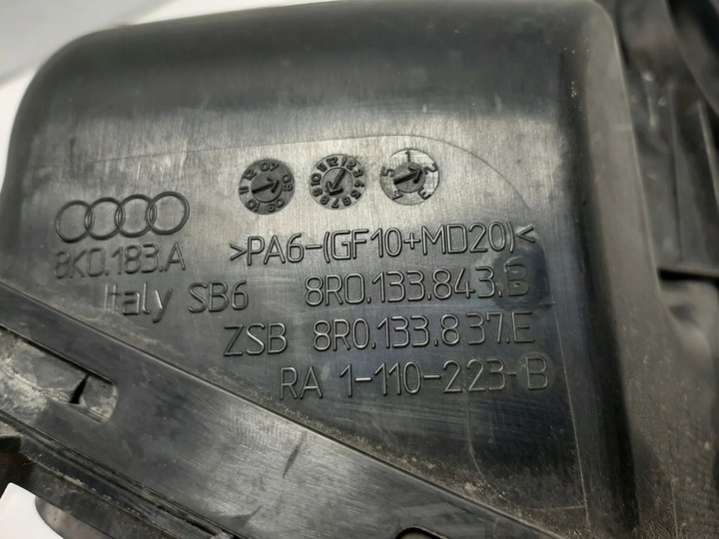 >PA6-(GF10+MD20)<
8K0.183.A
Italy SB6 8R0.133.843.B
ZSB 8R0.133.837.E
RA 1-110-223-B